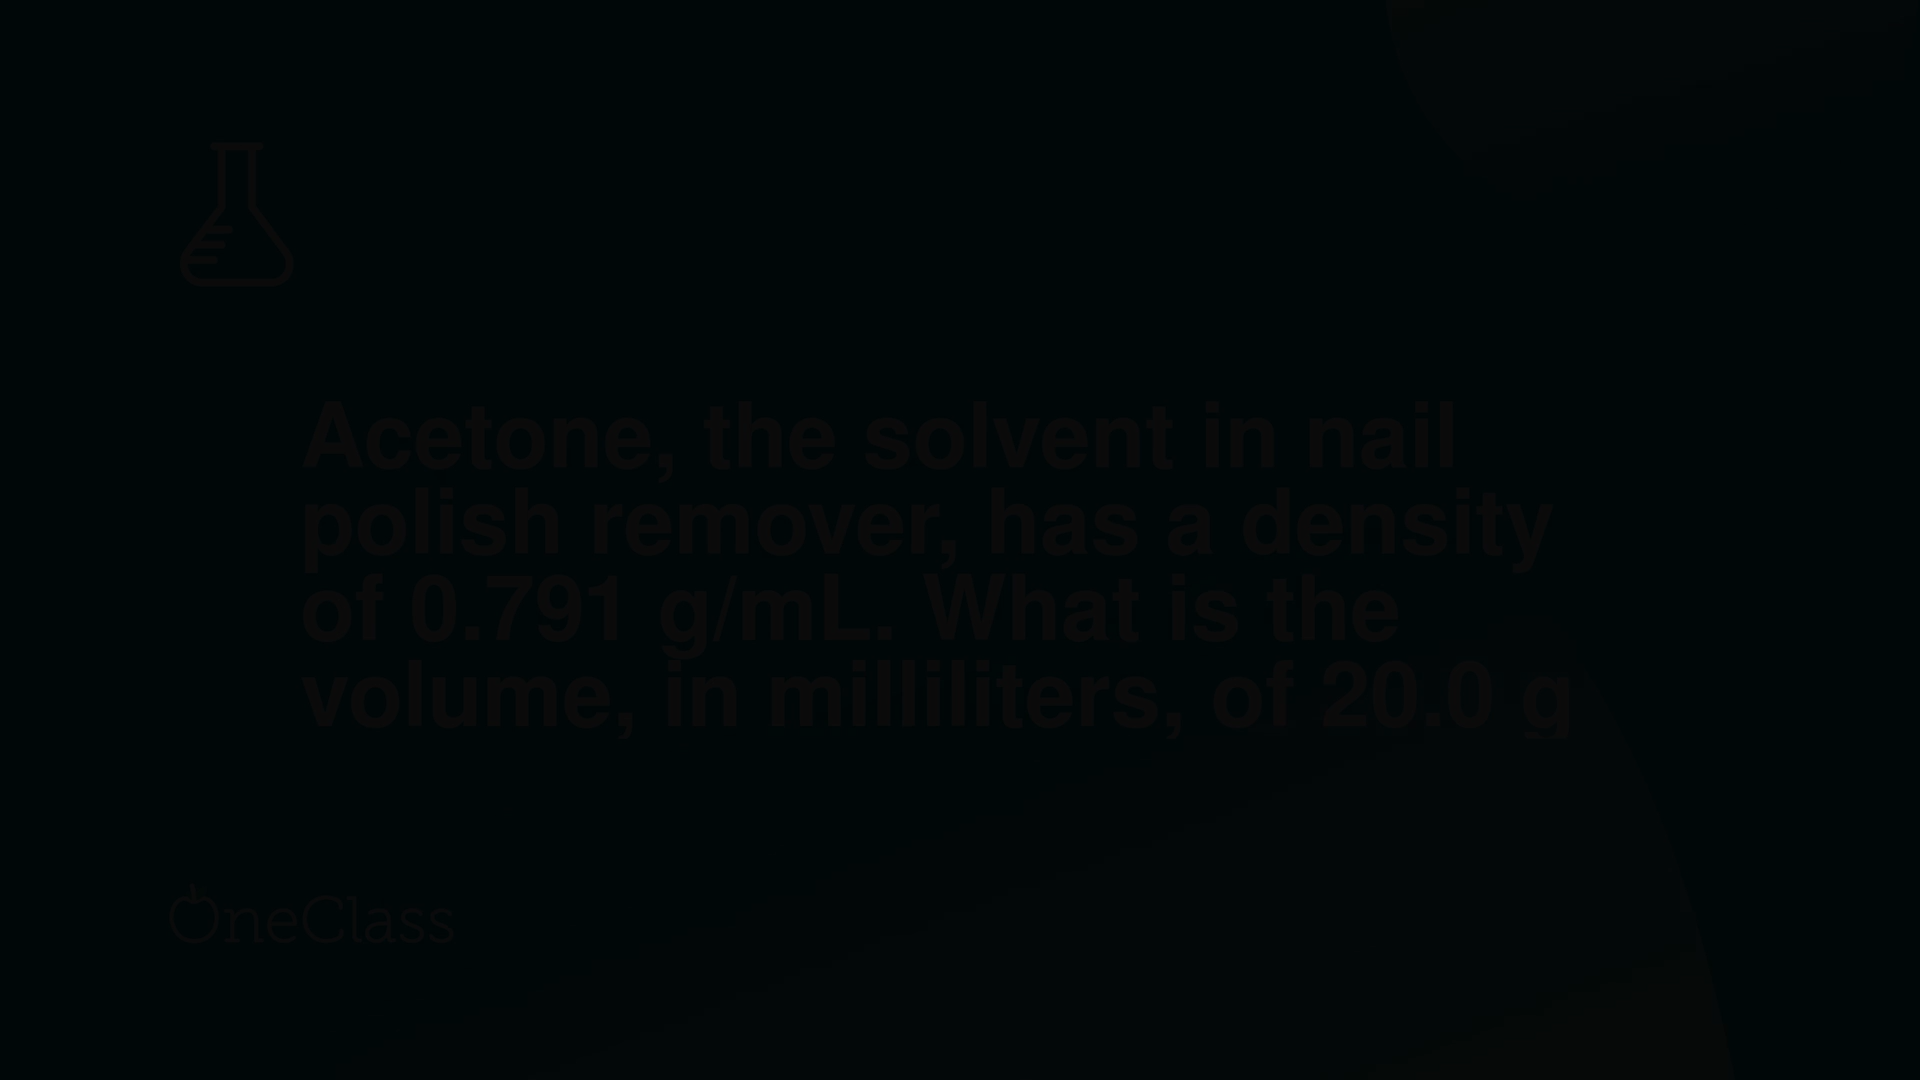 Acetone, the solvent in nail
polish remover, has a density
of 0.791 g/mL. What is the
volume, in milliliters, of 20.0 g
OneClass